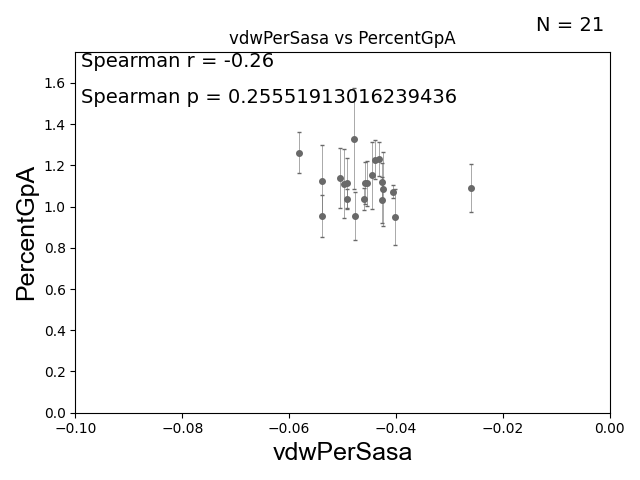 N = 21
vdwPerSasa vs PercentGpA
Spearman r = -0.26
Spearman p = 0.25551913016239436
PercentGpA
1.6
1.4
1.2
1.0
0.8
0.6
0.4
0.2
0.0
−0.10
−0.08
−0.06
−0.04
−0.02
0.00
vdwPerSasa